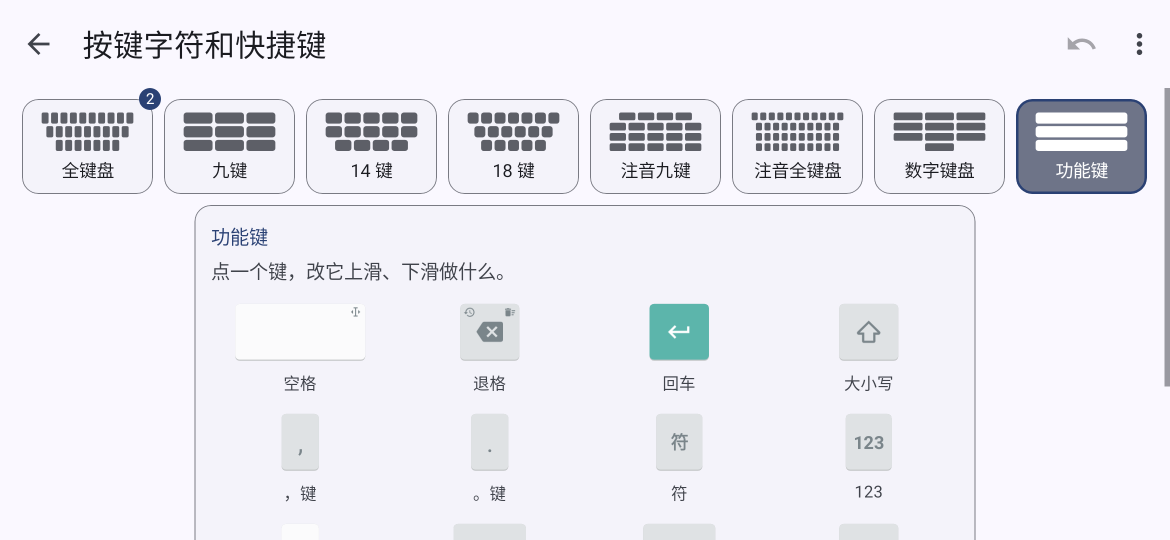 按键字符和快捷键
2
全键盘
九键
14 键
18 键
注音九键
注音全键盘
数字键盘
功能键
功能键
点一个键，改它上滑、下滑做什么。
空格
退格
回车
大小写
,
.
符
123
，键
。键
符
123